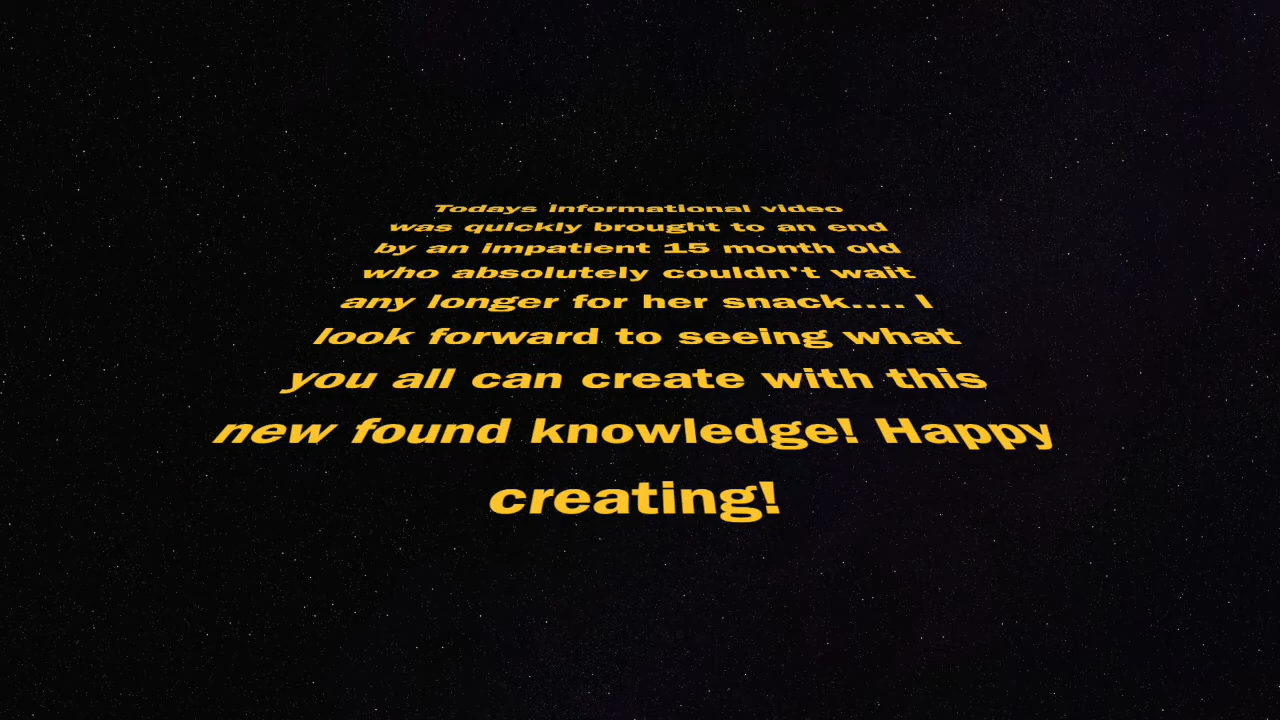 Todays informational video
was quickly brought to an end
by an impatient 15 month old
who absolutely couldn't wait
any longer for her snack.... I
look forward to seeing what
you all can create with this
new found knowledge! Happy
creating!